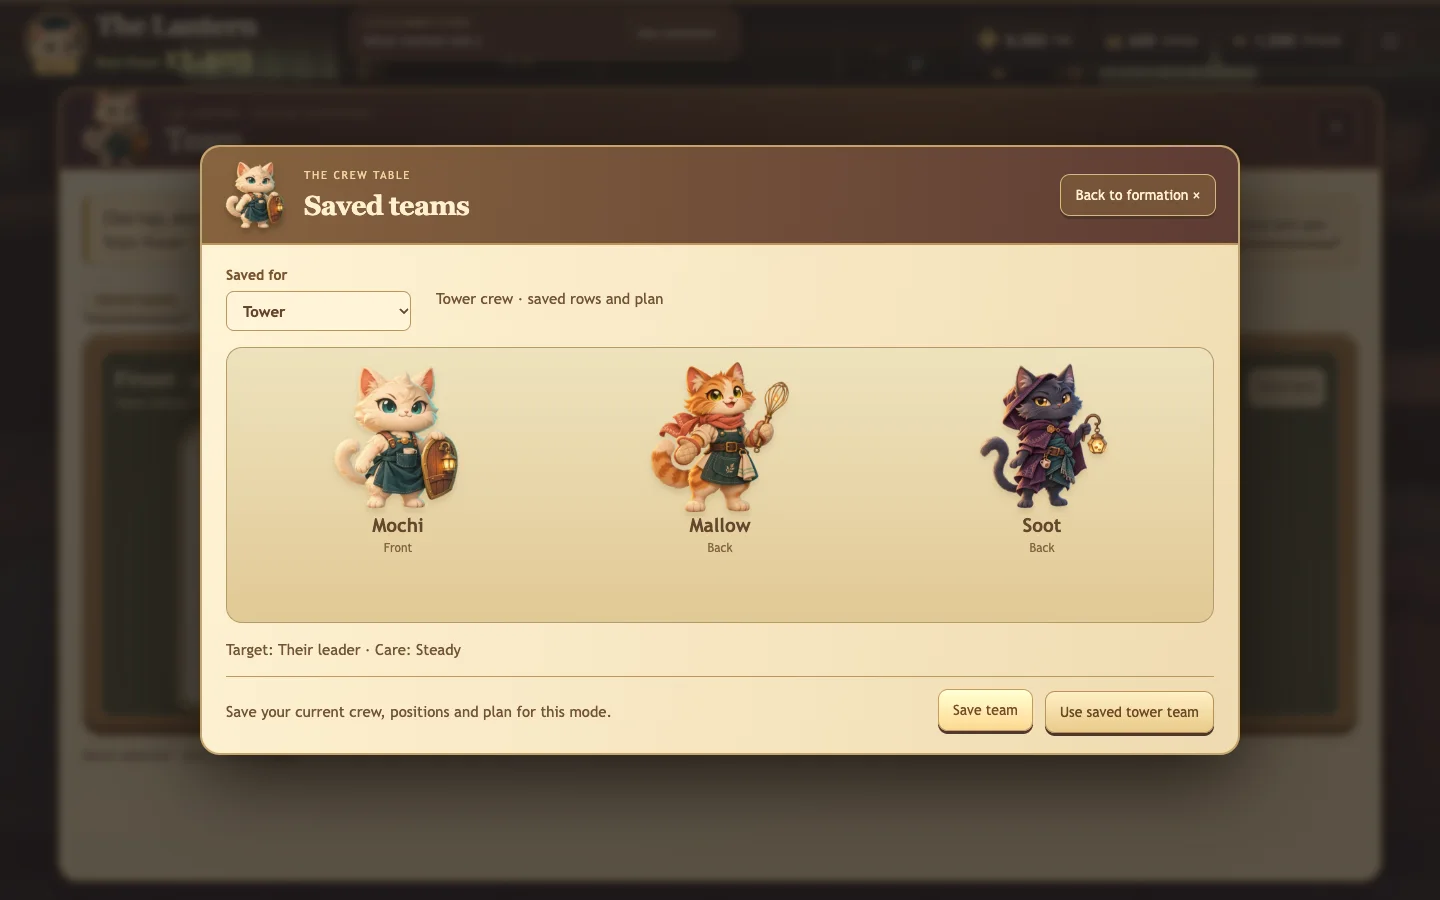 The Lantern
THE CREW TABLE
Saved teams
Back to formation ×
Saved for
Tower
Tower crew · saved rows and plan
Mochi
Front
Mallow
Back
Soot
Back
Target: Their leader · Care: Steady
Save your current crew, positions and plan for this mode.
Save team
Use saved tower team